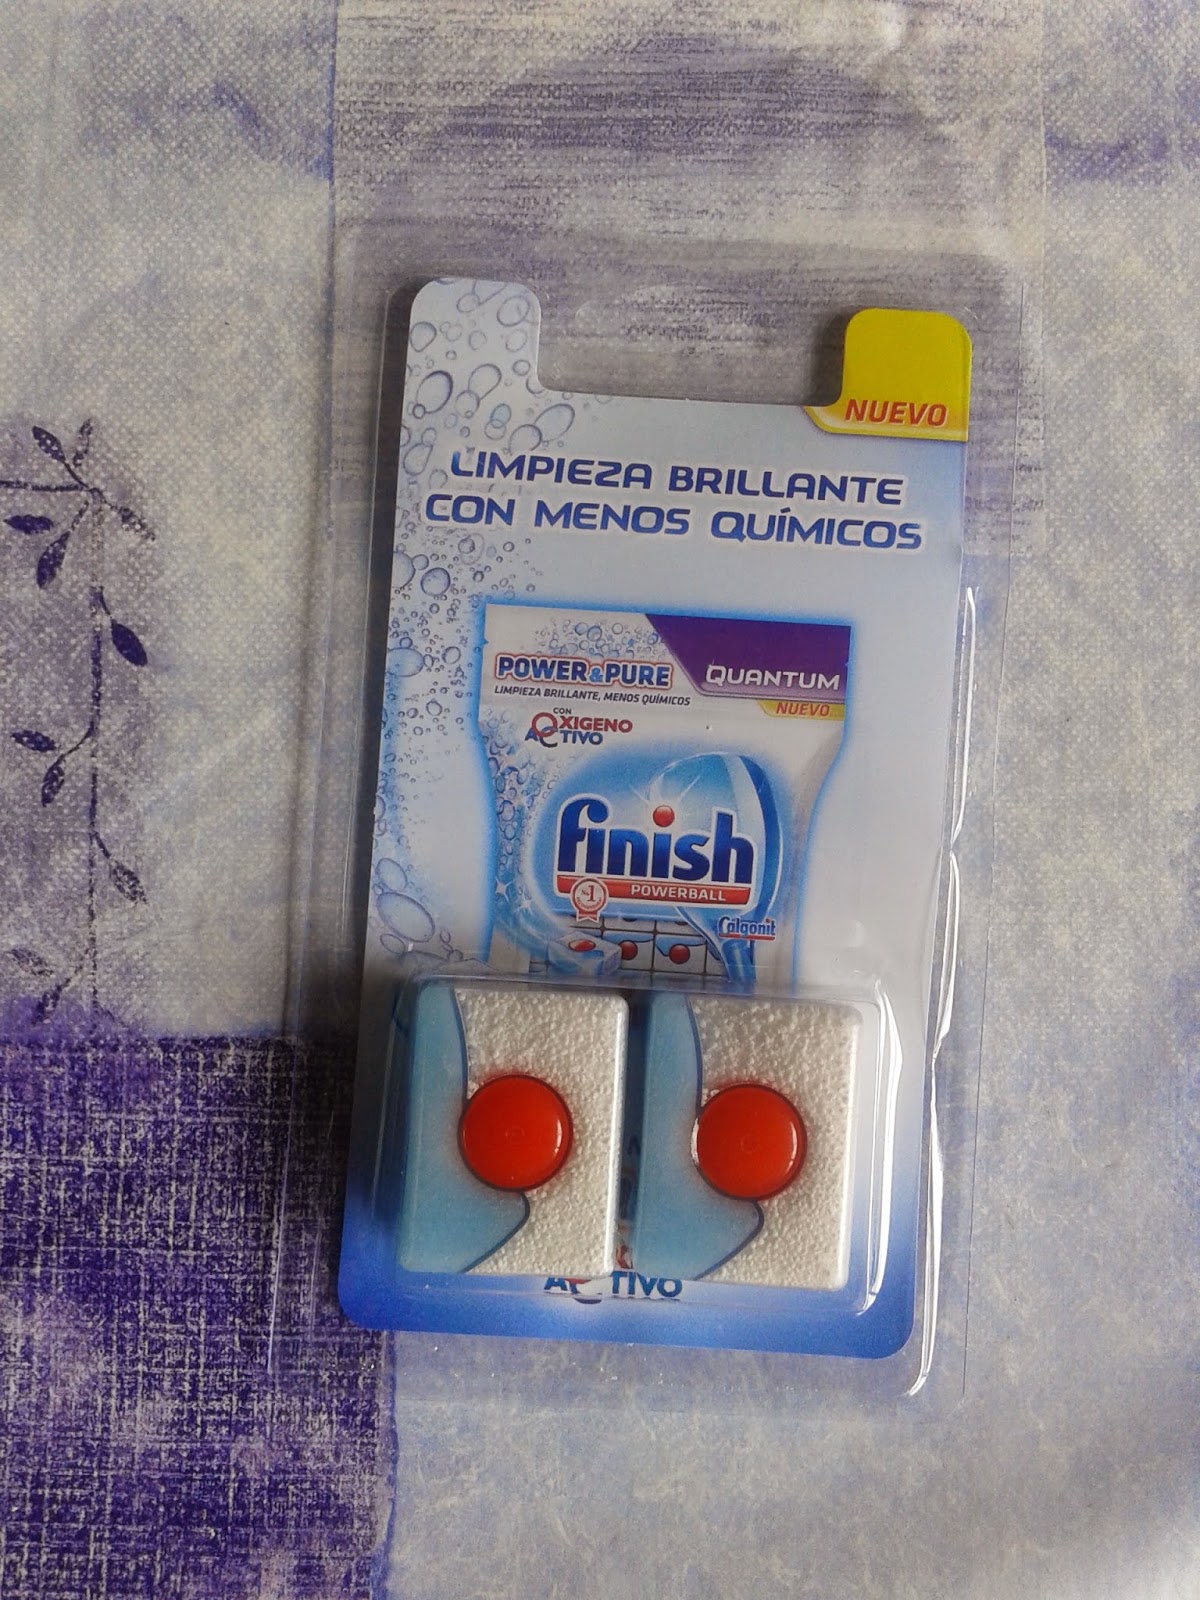 NUEVO
LIMPIEZA BRILLANTE
CON MENOS QUÍMICOS
POWER&PURE
QUANTUM
LIMPIEZA BRILLANTE, MENOS QUÍMICOS
NUEVO
CON
OXIGENO
ACTIVO
finish
Nº1
POWERBALL
Calgonit
ACTIVO